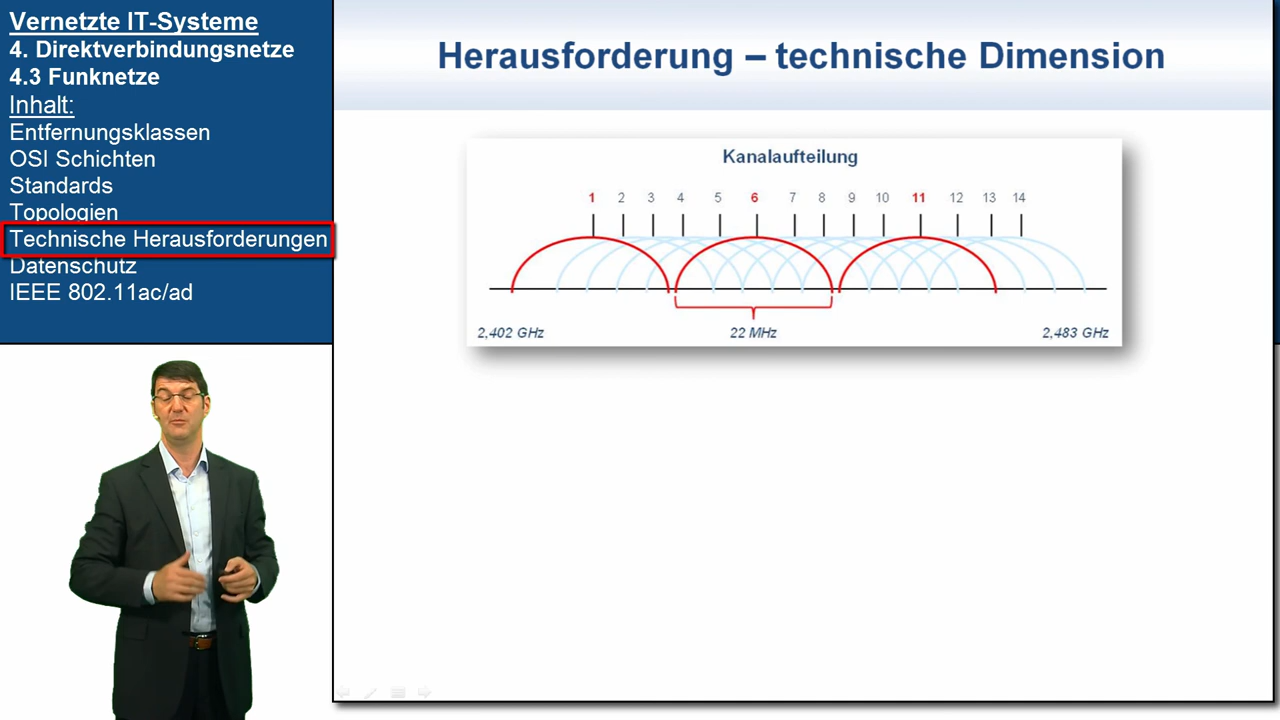 Vernetzte IT-Systeme
4. Direktverbindungsnetze
4.3 Funknetze
Inhalt:
Entfernungsklassen
OSI Schichten
Standards
Topologien
Technische Herausforderungen
Datenschutz
IEEE 802.11ac/ad
Herausforderung – technische Dimension
Kanalaufteilung
1 2 3 4 5 6 7 8 9 10 11 12 13 14
2,402 GHz 22 MHz 2,483 GHz